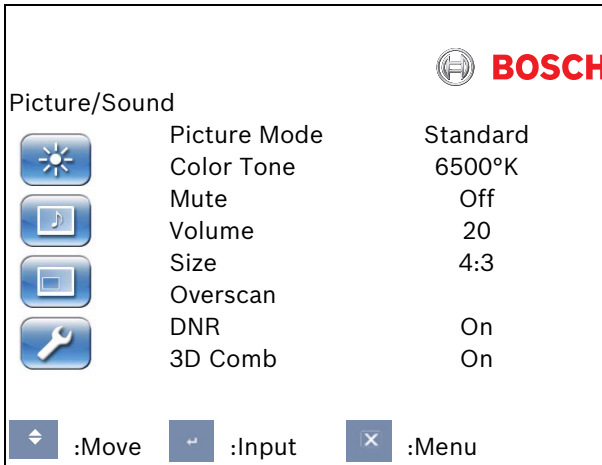 BOSCH
Picture/Sound
Picture Mode Standard
Color Tone 6500°K
Mute Off
Volume 20
Size 4:3
Overscan
DNR On
3D Comb On
:Move :Input :Menu